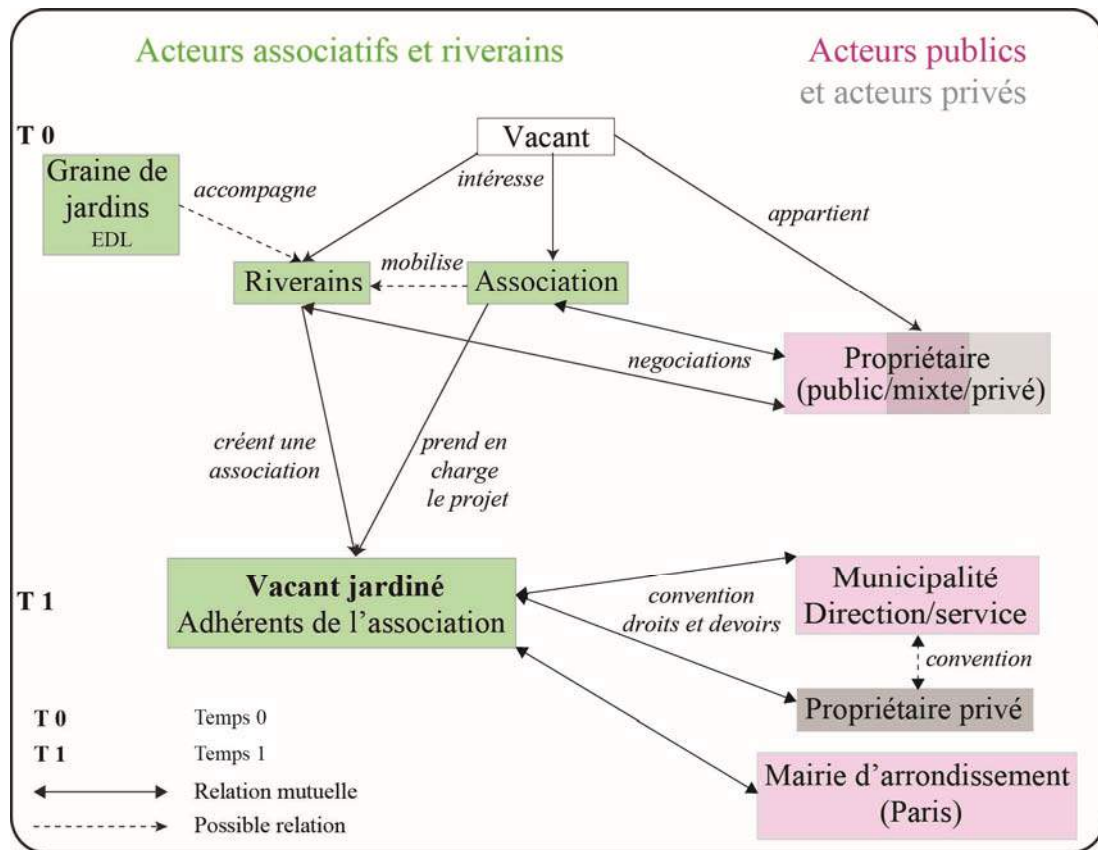 Acteurs associatifs et riverains
Acteurs publics
et acteurs privés
T 0
Vacant
Graine de
jardins
EDL
accompagne
intéresse
appartient
Riverains
mobilise
Association
negociations
Propriétaire
(public/mixte/privé)
créent une
association
prend en
charge
le projet
T 1
Vacant jardiné
Adhérents de l'association
convention
droits et devoirs
Municipalité
Direction/service
convention
Propriétaire privé
Mairie d'arrondissement
(Paris)
T 0 Temps 0
T 1 Temps 1
Relation mutuelle
Possible relation